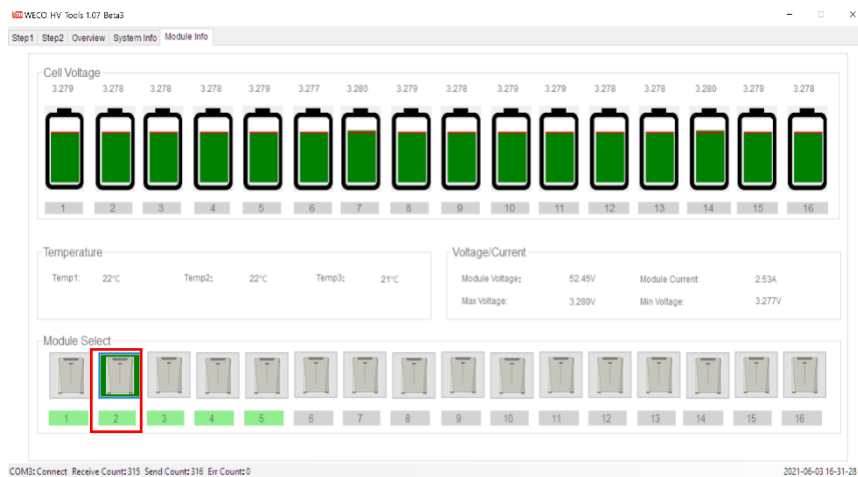 WECO HV Tools 1.07 Beta3
Step1 Step2 Overview System Info Module Info
Cell Voltage
3.279 3.278 3.278 3.278 3.279 3.277 3.280 3.279 3.278 3.279 3.279 3.278 3.278 3.280 3.279 3.278
1 2 3 4 5 6 7 8 9 10 11 12 13 14 15 16
Temperature
Temp1: 22°C Temp2: 22°C Temp3: 21°C
Voltage/Current
Module Voltage: 52.45V Module Current: 2.53A
Max Voltage: 3.280V Min Voltage: 3.277V
Module Select
1 2 3 4 5 6 7 8 9 10 11 12 13 14 15 16
COM3: Connect Receive Count: 315 Send Count: 316 Err Count: 0 2021-06-03 16-31-28